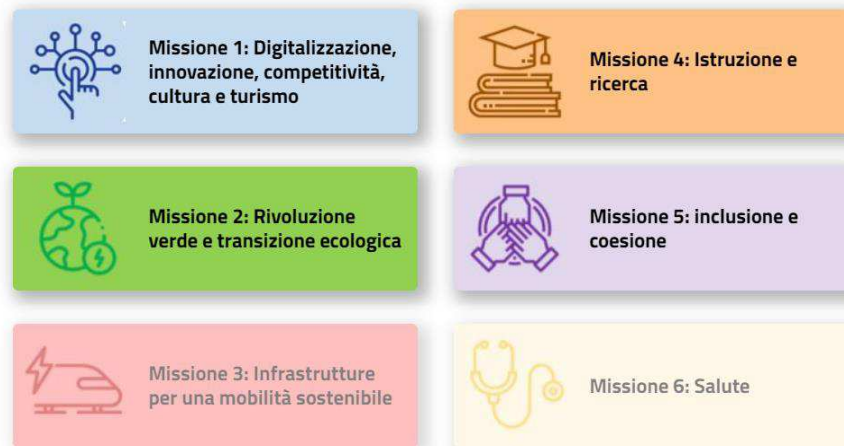 Missione 1: Digitalizzazione,
innovazione, competitività,
cultura e turismo
Missione 4: Istruzione e
ricerca
Missione 2: Rivoluzione
verde e transizione ecologica
Missione 5: inclusione e
coesione
Missione 3: Infrastrutture
per una mobilità sostenibile
Missione 6: Salute